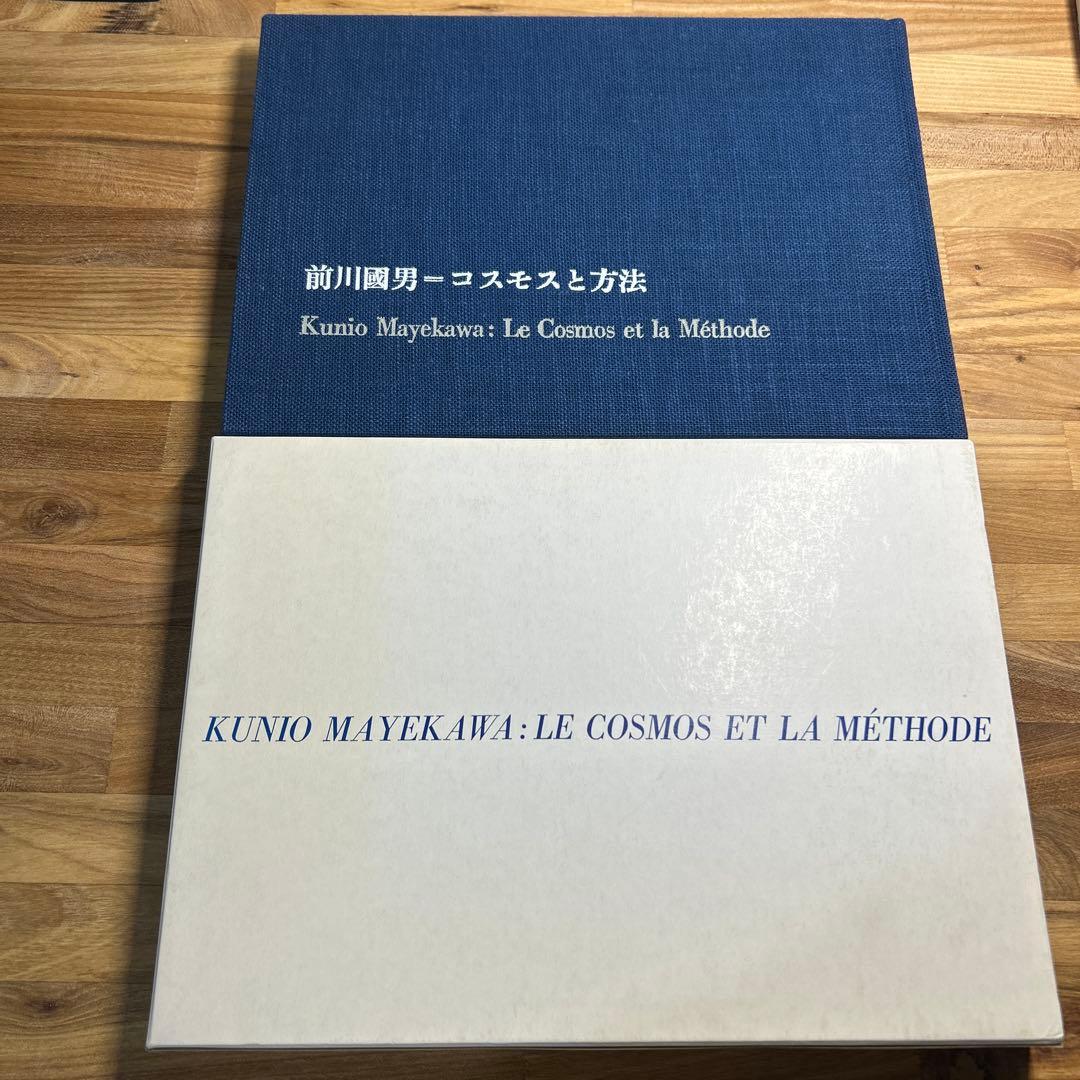 前川國男=コスモスと方法
Kunio Mayekawa: Le Cosmos et la Méthode
KUNIO MAYEKAWA: LE COSMOS ET LA MÉTHODE